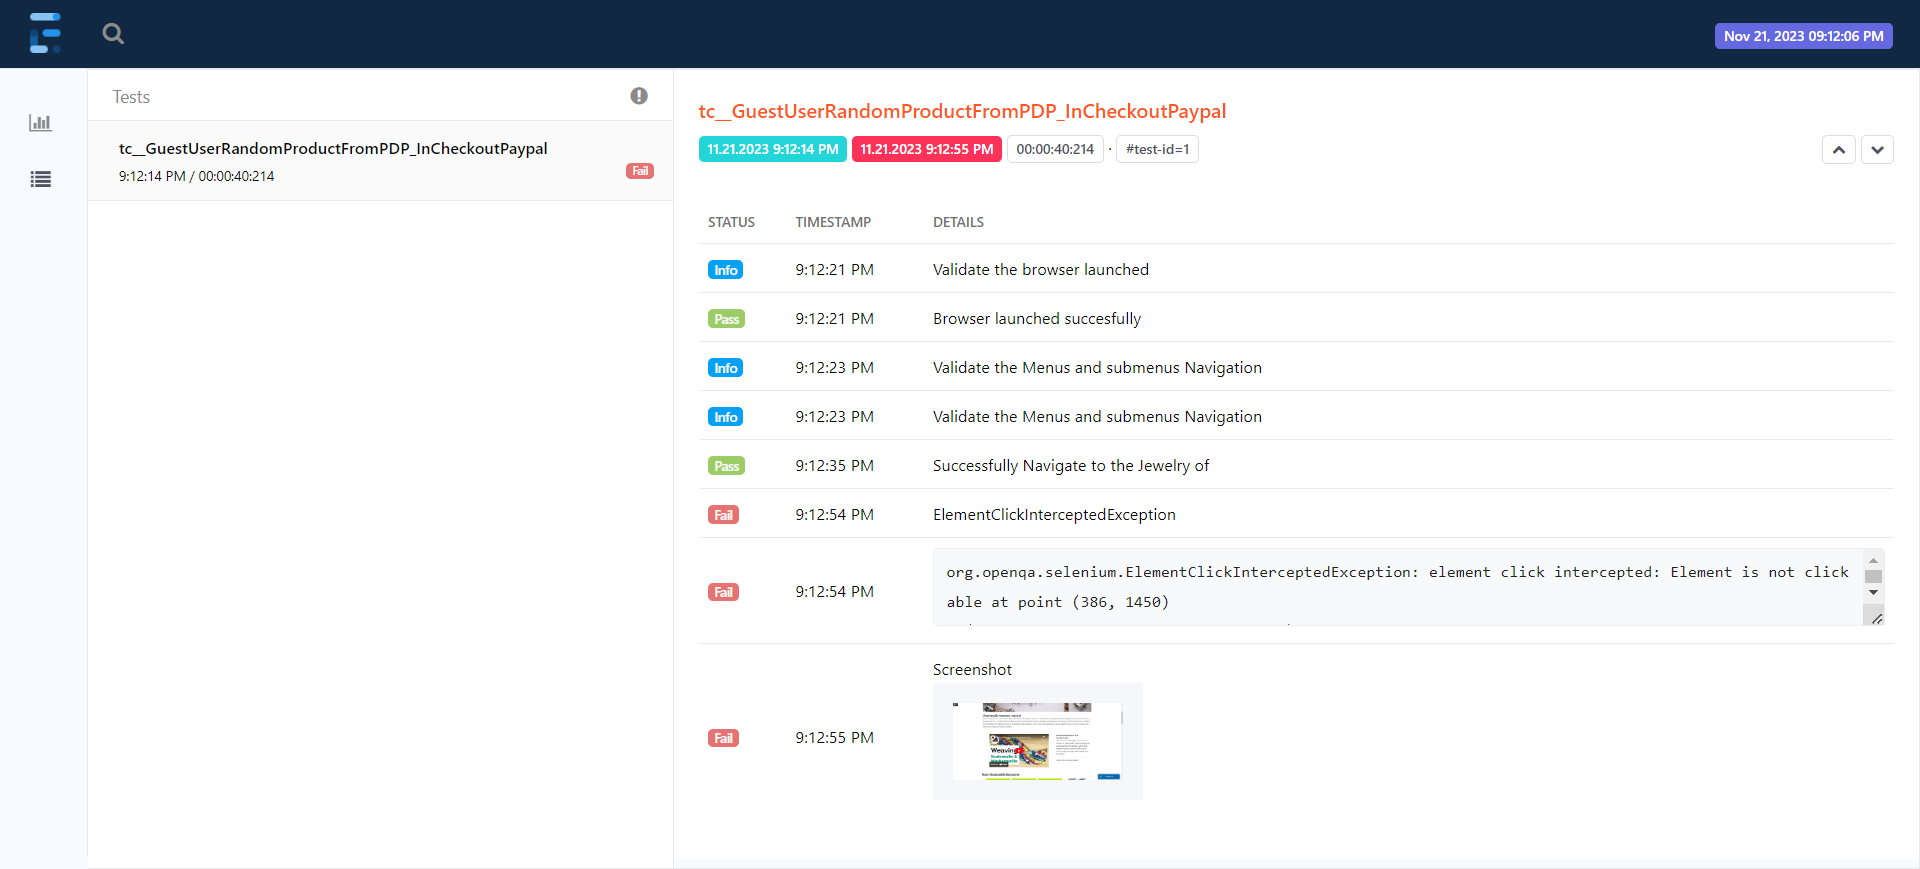 Nov 21, 2023 09:12:06 PM
Tests
tc__GuestUserRandomProductFromPDP_InCheckoutPaypal
9:12:14 PM / 00:00:40:214
Fail
tc__GuestUserRandomProductFromPDP_InCheckoutPaypal
11.21.2023 9:12:14 PM 11.21.2023 9:12:55 PM 00:00:40:214 · #test-id=1
STATUS TIMESTAMP DETAILS
Info 9:12:21 PM Validate the browser launched
Pass 9:12:21 PM Browser launched succesfully
Info 9:12:23 PM Validate the Menus and submenus Navigation
Info 9:12:23 PM Validate the Menus and submenus Navigation
Pass 9:12:35 PM Successfully Navigate to the Jewelry of
Fail 9:12:54 PM ElementClickInterceptedException
Fail 9:12:54 PM org.openqa.selenium.ElementClickInterceptedException: element click intercepted: Element is not click
able at point (386, 1450)
Screenshot
Fail 9:12:55 PM
Weaving